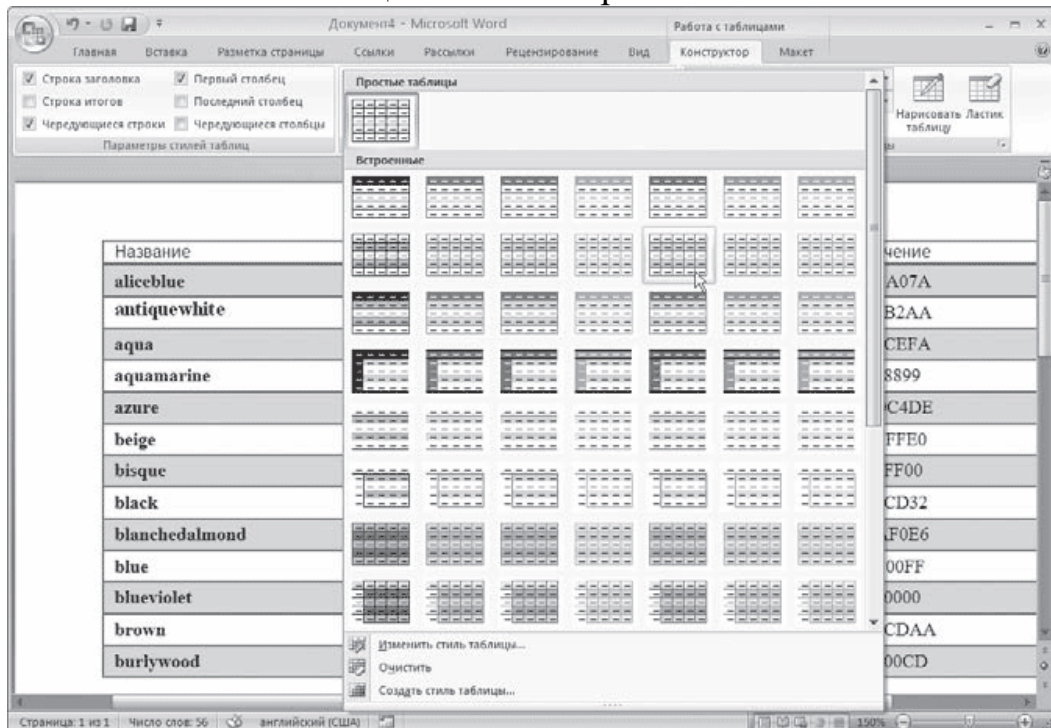 Документ4 - Microsoft Word
Работа с таблицами
Главная Вставка Разметка страницы Ссылки Рассылки Рецензирование Вид Конструктор Макет
Строка заголовка Первый столбец
Строка итогов Последний столбец
Чередующиеся строки Чередующиеся столбцы
Параметры стилей таблиц
Простые таблицы
Встроенные
Нарисовать таблицу
Ластик
Название
aliceblue
antiquewhite
aqua
aquamarine
azure
beige
bisque
black
blanchedalmond
blue
blueviolet
brown
burlywood
чение
A07A
B2AA
CEFA
8899
C4DE
FFE0
FF00
CD32
F0E6
00FF
0000
CDAA
00CD
Изменить стиль таблицы...
Очистить
Создать стиль таблицы...
Страница: 1 из 1 Число слов: 56 английский (США) 150%